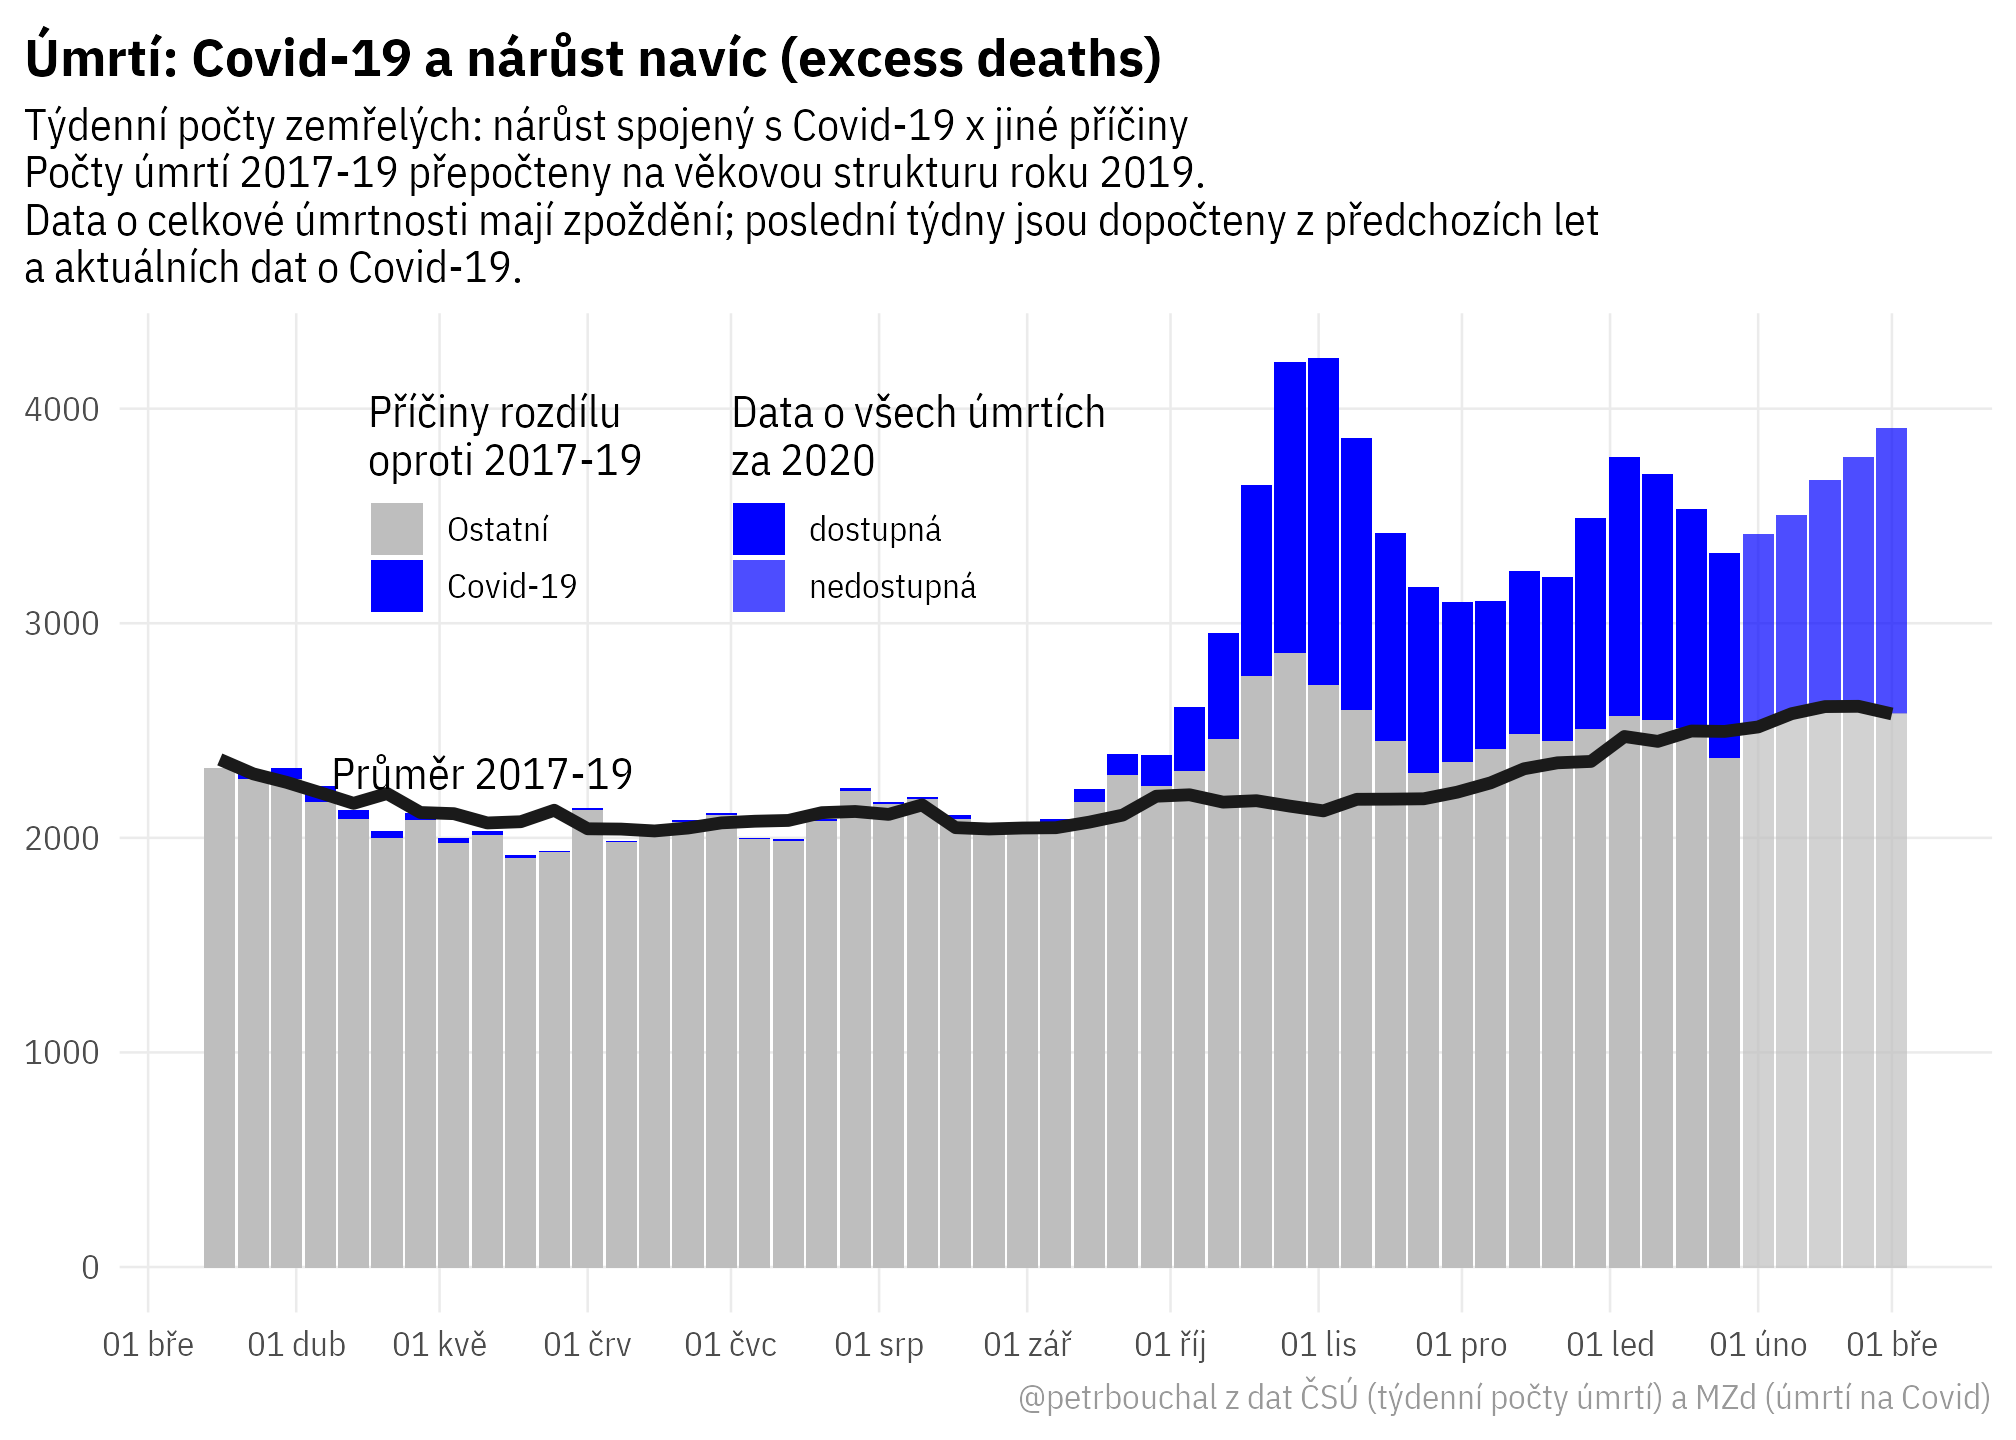 Úmrtí: Covid-19 a nárůst navíc (excess deaths)
Týdenní počty zemřelých: nárůst spojený s Covid-19 x jiné příčiny
Počty úmrtí 2017-19 přepočteny na věkovou strukturu roku 2019.
Data o celkové úmrtnosti mají zpoždění; poslední týdny jsou dopočteny z předchozích let
a aktuálních dat o Covid-19.
4000
3000
2000
1000
0
Příčiny rozdílu
oproti 2017-19
Ostatní
Covid-19
Data o všech úmrtích
za 2020
dostupná
nedostupná
Průměr 2017-19
01 bře
01 dub
01 kvě
01 črv
01 čvc
01 srp
01 zář
01 říj
01 lis
01 pro
01 led
01 úno
01 bře
@petrbouchal z dat ČSÚ (týdenní počty úmrtí) a MZd (úmrtí na Covid)